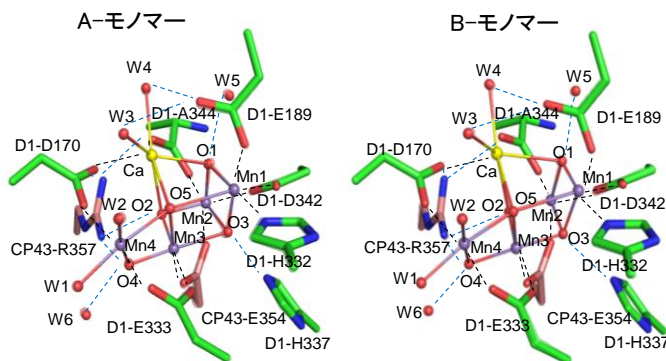 A-モノマー
W4
W5
D1-A344
W3
D1-E189
D1-D170
O1
Ca
Mn1
O5
W2
O2
Mn2
D1-D342
O3
CP43-R357
Mn4
Mn3
D1-H332
O4
W1
W6
CP43-E354
D1-E333
D1-H337
B-モノマー
W4
W5
D1-A344
W3
D1-E189
D1-D170
O1
Ca
Mn1
O5
W2
O2
Mn2
D1-D342
O3
CP43-R357
Mn4
Mn3
D1-H332
O4
W1
W6
CP43-E354
D1-E333
D1-H337